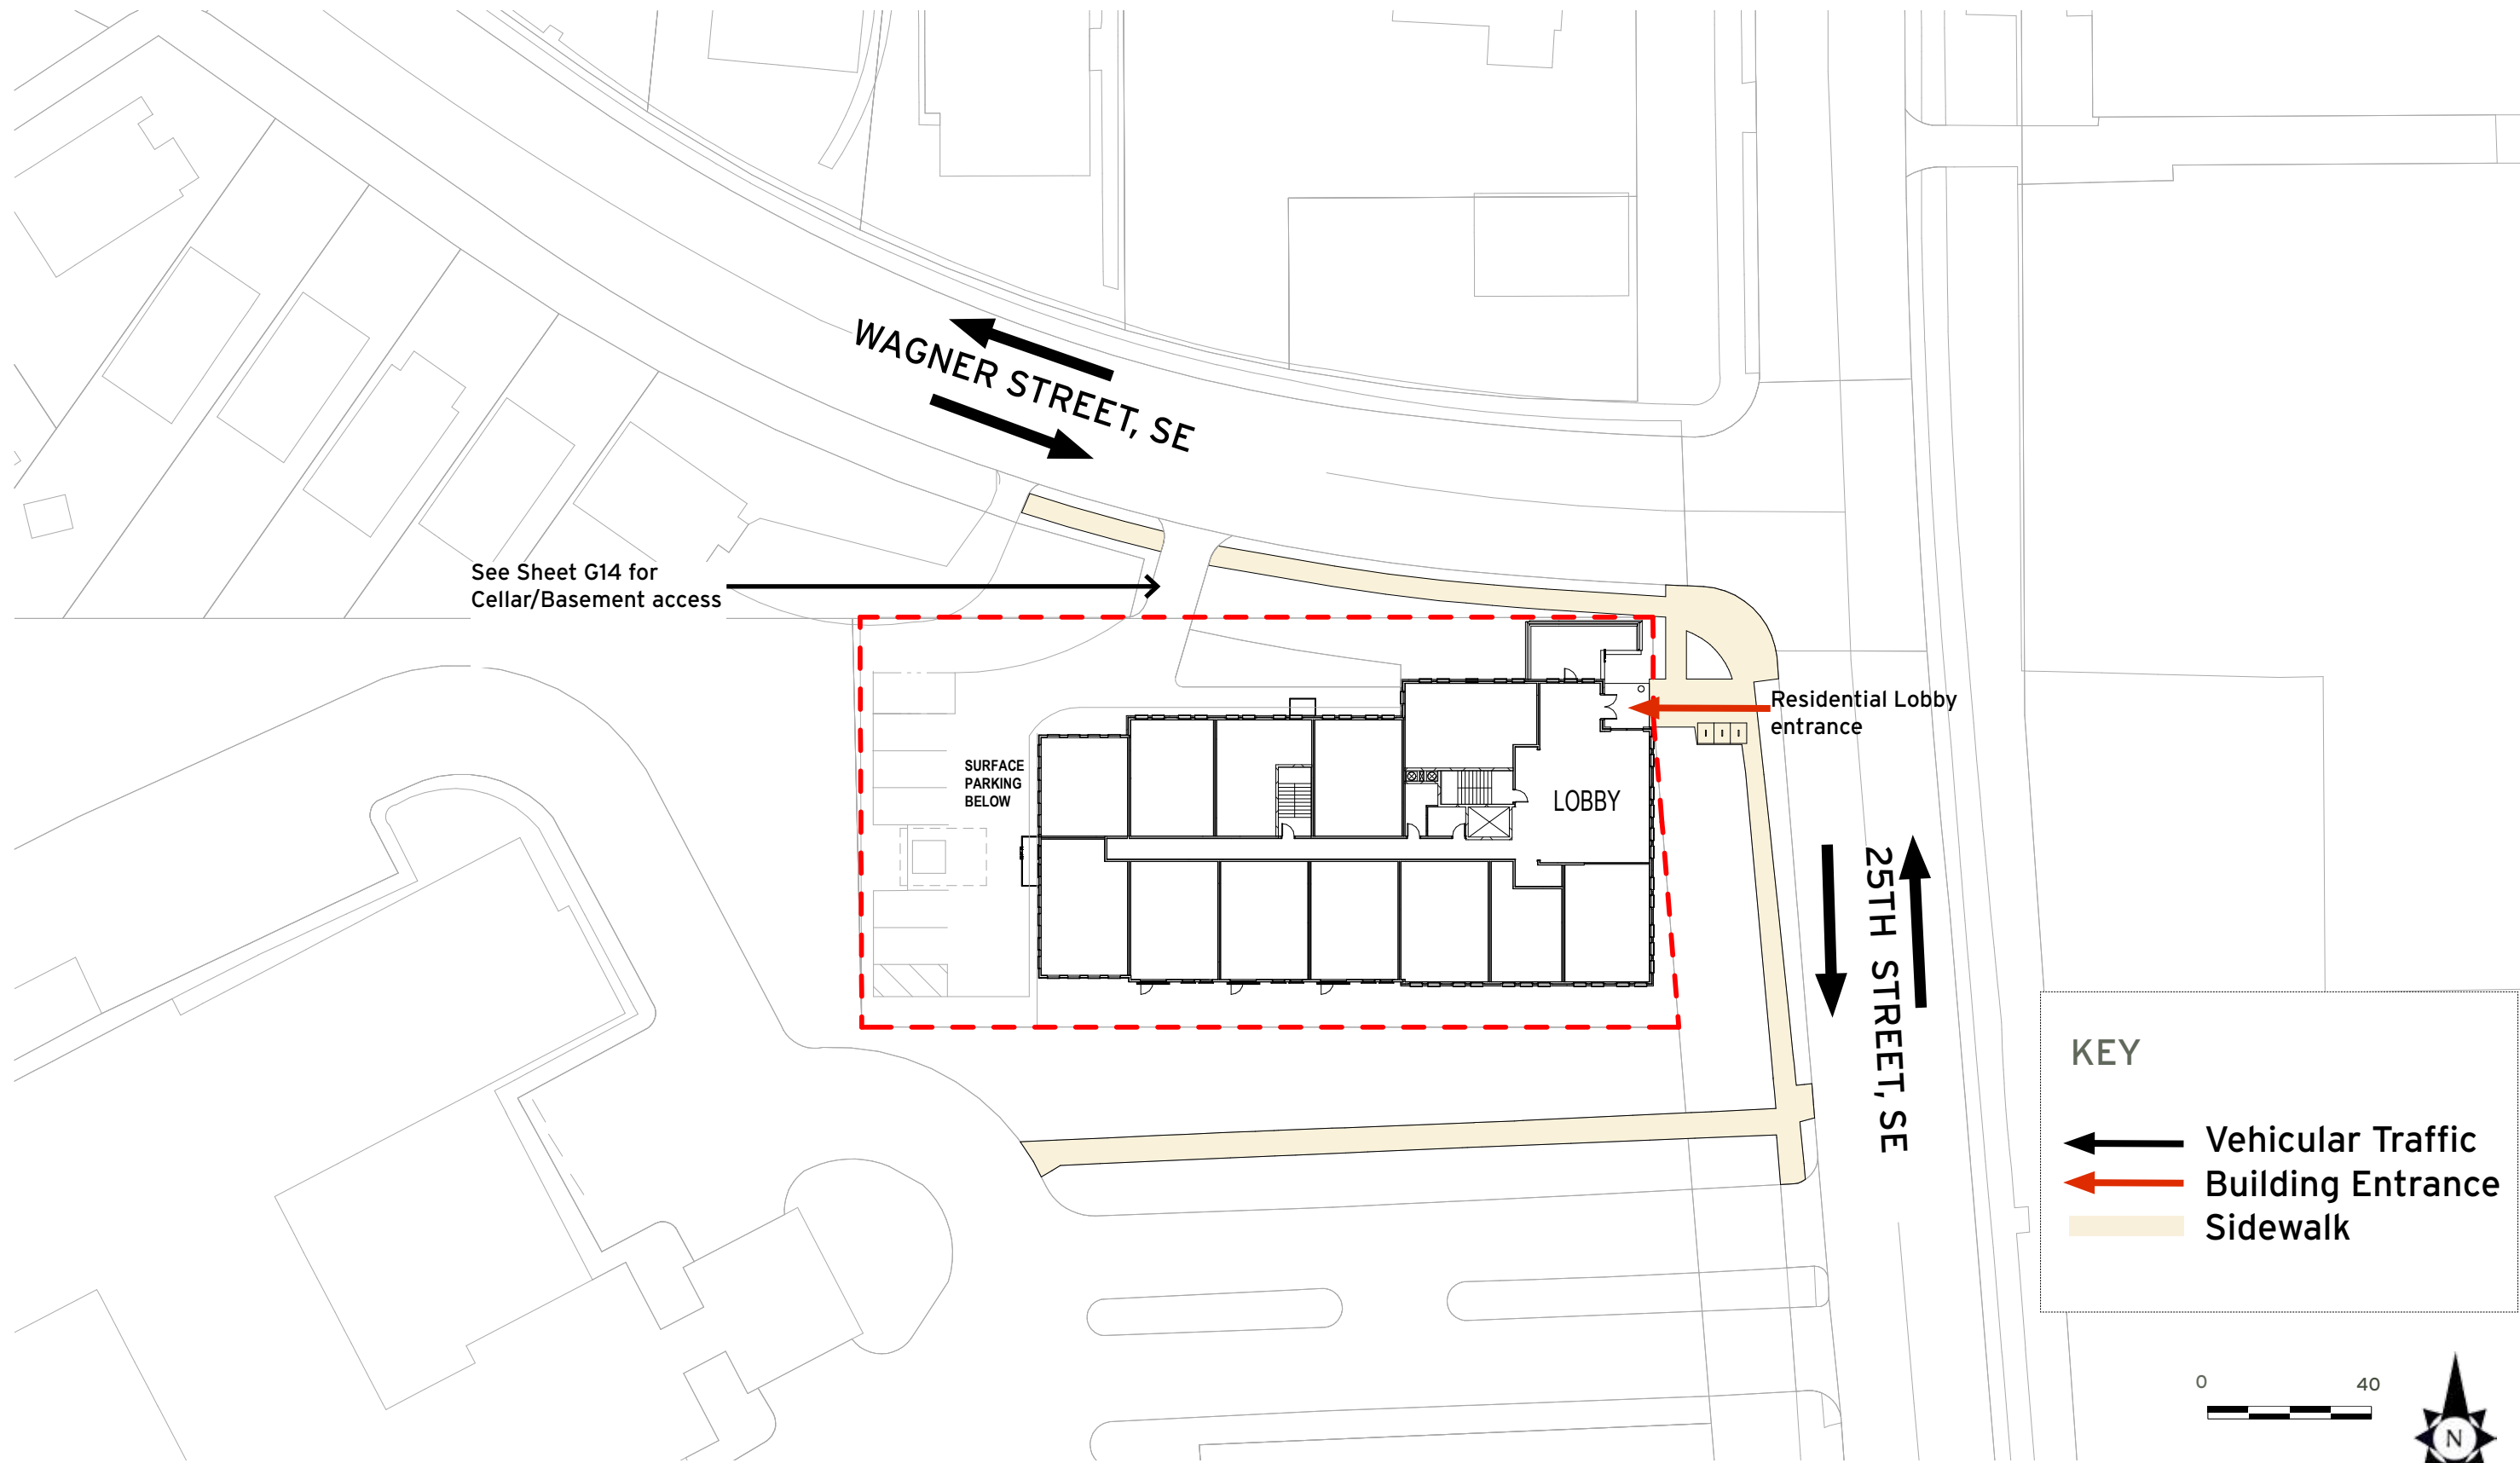 WAGNER STREET, SE
See Sheet G14 for
Cellar/Basement access
Residential Lobby
entrance
SURFACE
PARKING
BELOW
LOBBY
25TH STREET, SE
KEY
Vehicular Traffic
Building Entrance
Sidewalk
0 40
N